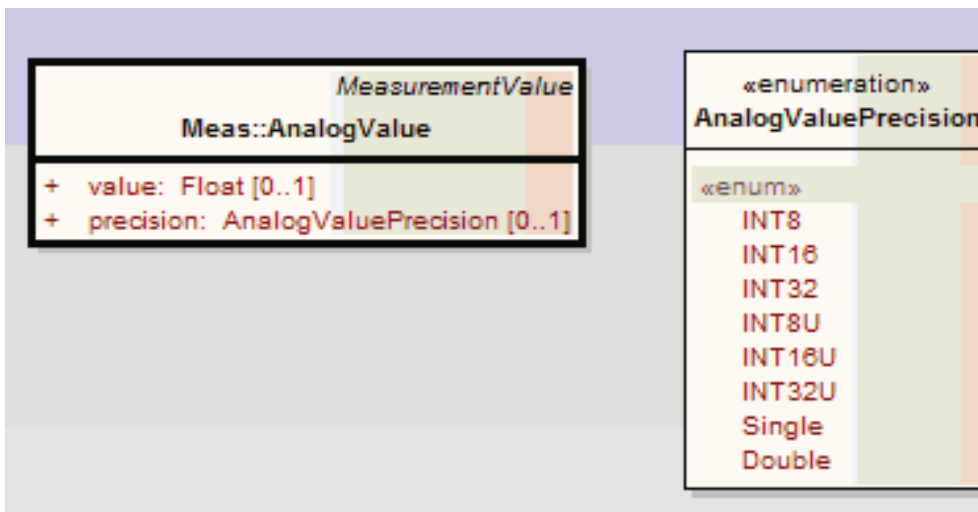 MeasurementValue
Meas::AnalogValue
+ value: Float [0..1]
+ precision: AnalogValuePrecision [0..1]
«enumeration»
AnalogValuePrecision
«enum»
INT8
INT16
INT32
INT8U
INT16U
INT32U
Single
Double